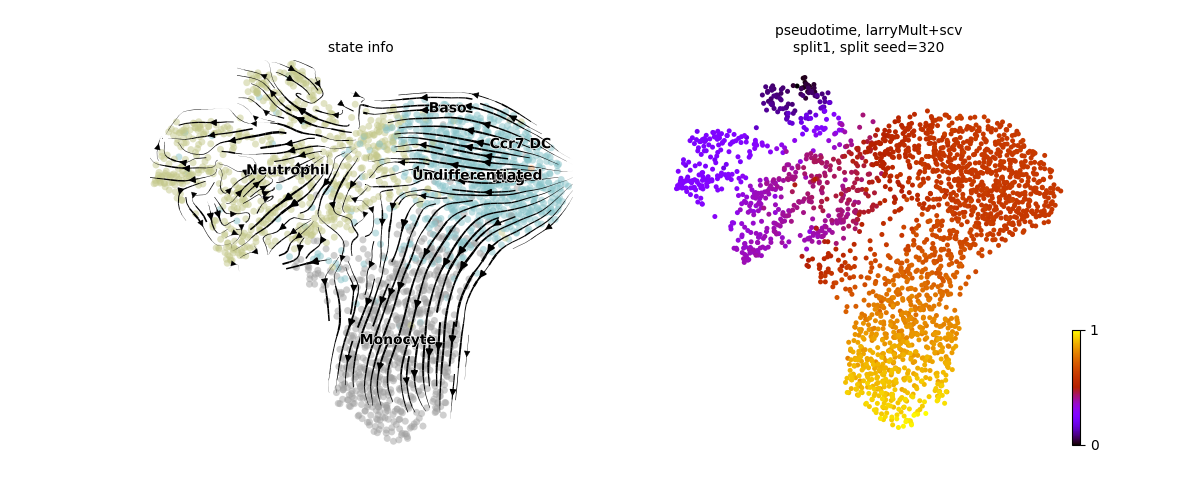 state info
Baso
Ccr7 DC
Neutrophil
Undifferentiated
Monocyte
pseudotime, larryMult+scv
split1, split seed=320
1
0